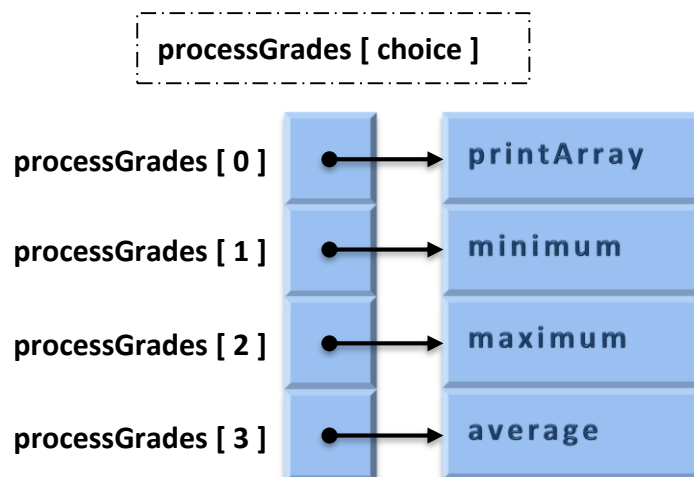 processGrades [ choice ]
processGrades [ 0 ] printArray
processGrades [ 1 ] minimum
processGrades [ 2 ] maximum
processGrades [ 3 ] average